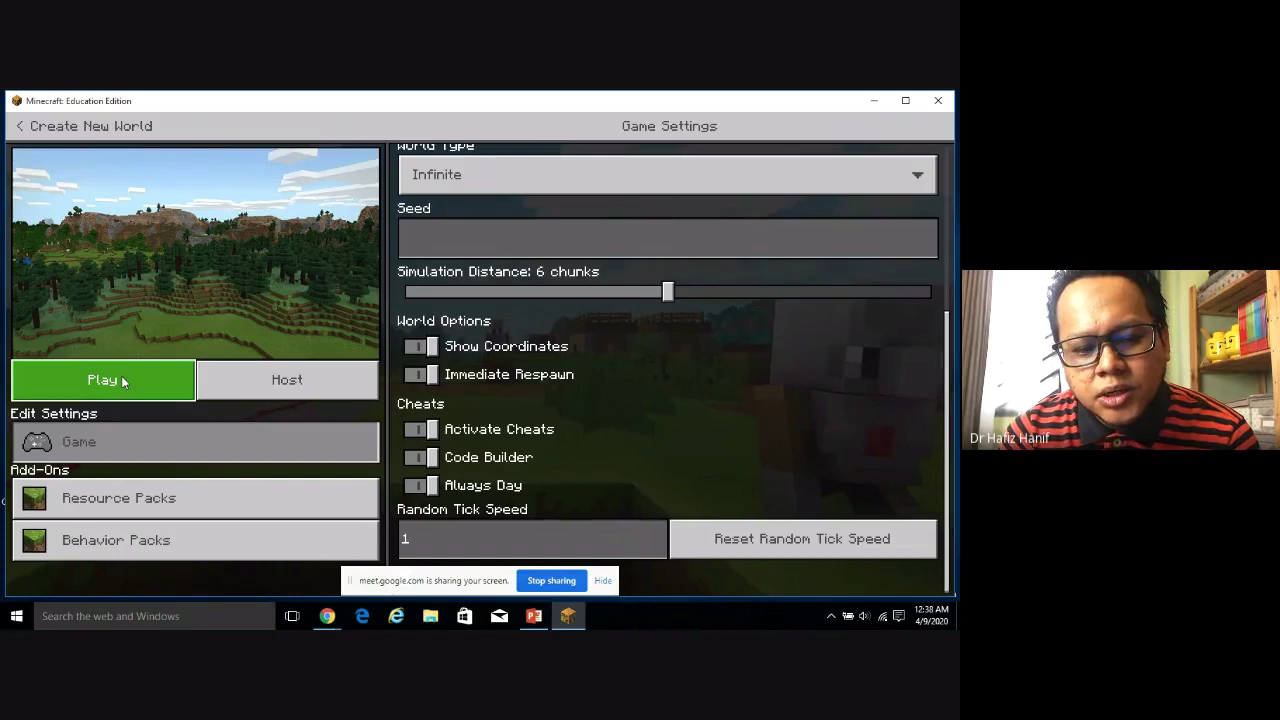 Minecraft: Education Edition
Create New World
Game Settings
World Type
Infinite
Seed
Simulation Distance: 6 chunks
World Options
Show Coordinates
Immediate Respawn
Play
Host
Cheats
Edit Settings
Activate Cheats
Game
Code Builder
Add-Ons
Always Day
Resource Packs
Random Tick Speed
1
Reset Random Tick Speed
Behavior Packs
meet.google.com is sharing your screen.
Stop sharing
Hide
Search the web and Windows
12:38 AM
4/9/2020
Dr Hafiz Hanif